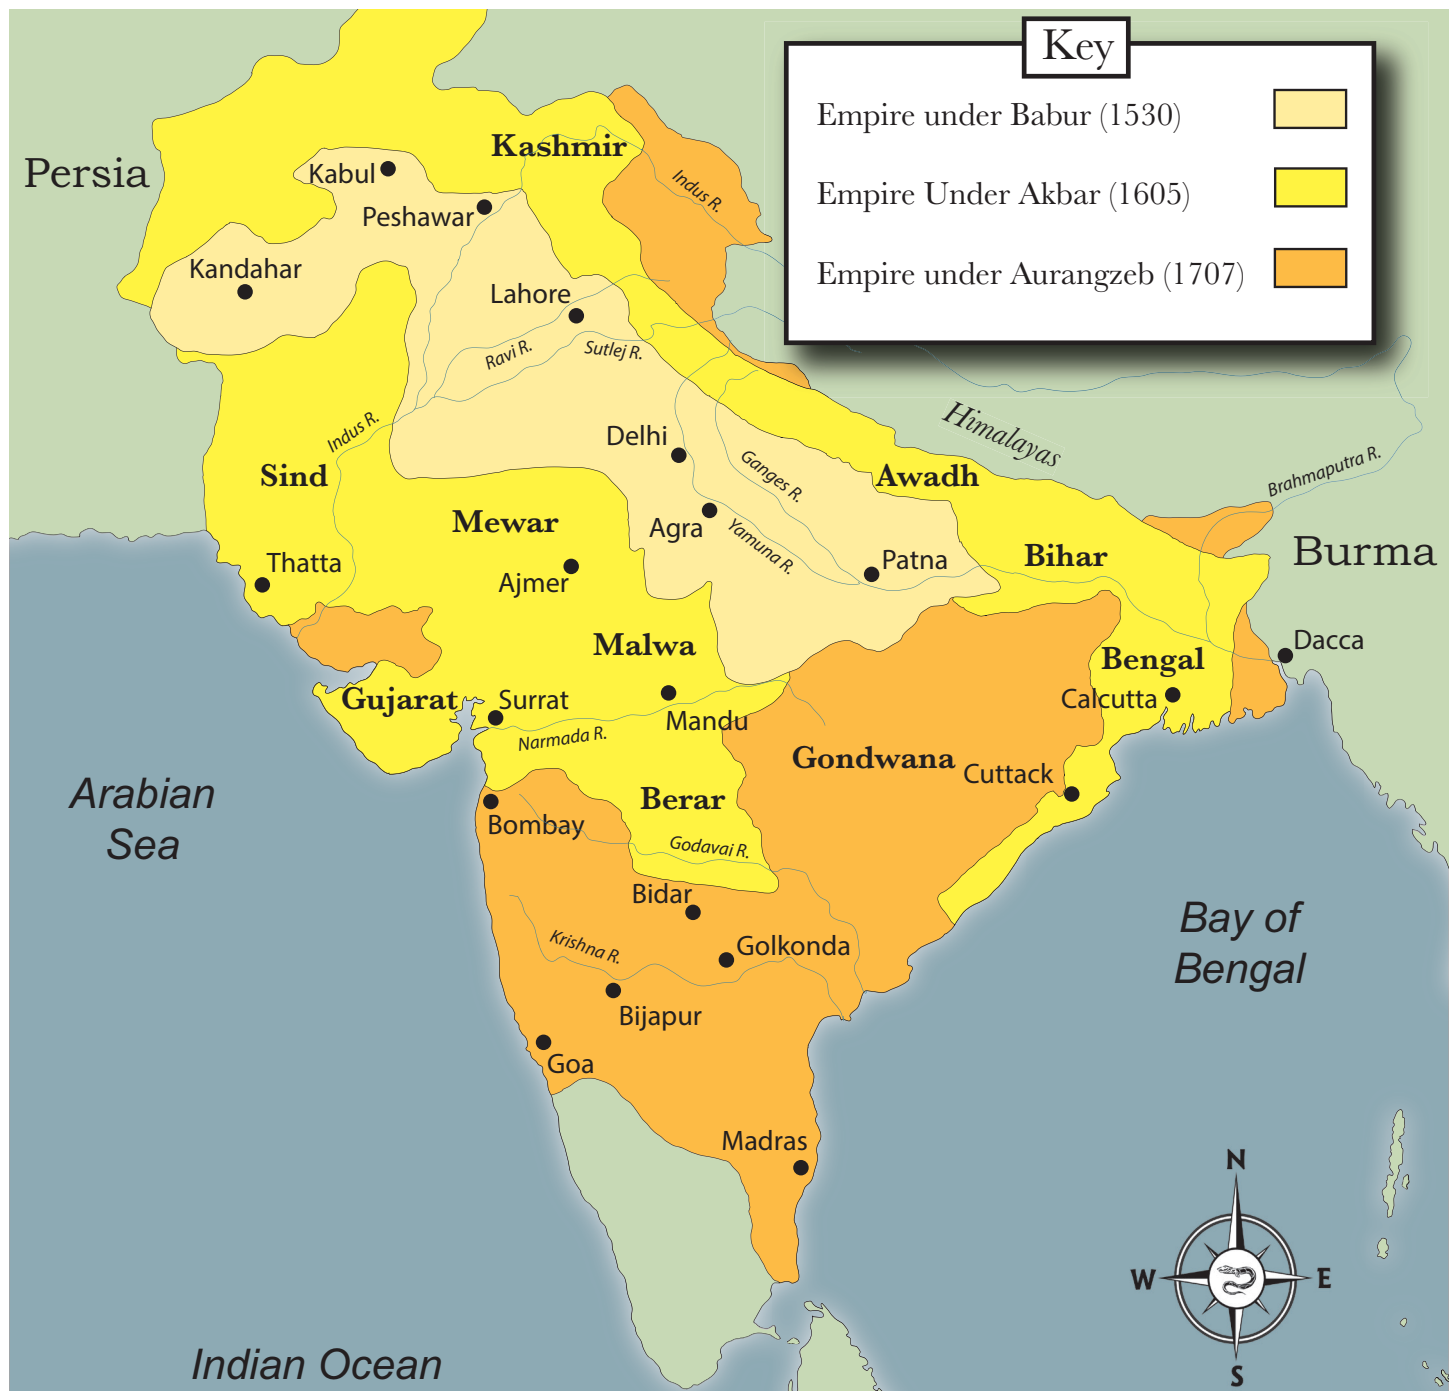 Key
Empire under Babur (1530)
Empire Under Akbar (1605)
Empire under Aurangzeb (1707)
Persia
Kashmir
Kabul
Peshawar
Indus R.
Kandahar
Lahore
Ravi R.
Sutlej R.
Himalayas
Indus R.
Delhi
Ganges R.
Awadh
Brahmaputra R.
Sind
Mewar
Agra
Yamuna R.
Patna
Bihar
Burma
Thatta
Ajmer
Malwa
Bengal
Dacca
Gujarat
Surrat
Mandu
Calcutta
Narmada R.
Gondwana
Cuttack
Arabian
Sea
Berar
Bombay
Godavai R.
Bidar
Golkonda
Krishna R.
Bijapur
Bay of
Bengal
Goa
Madras
N
W
E
S
Indian Ocean